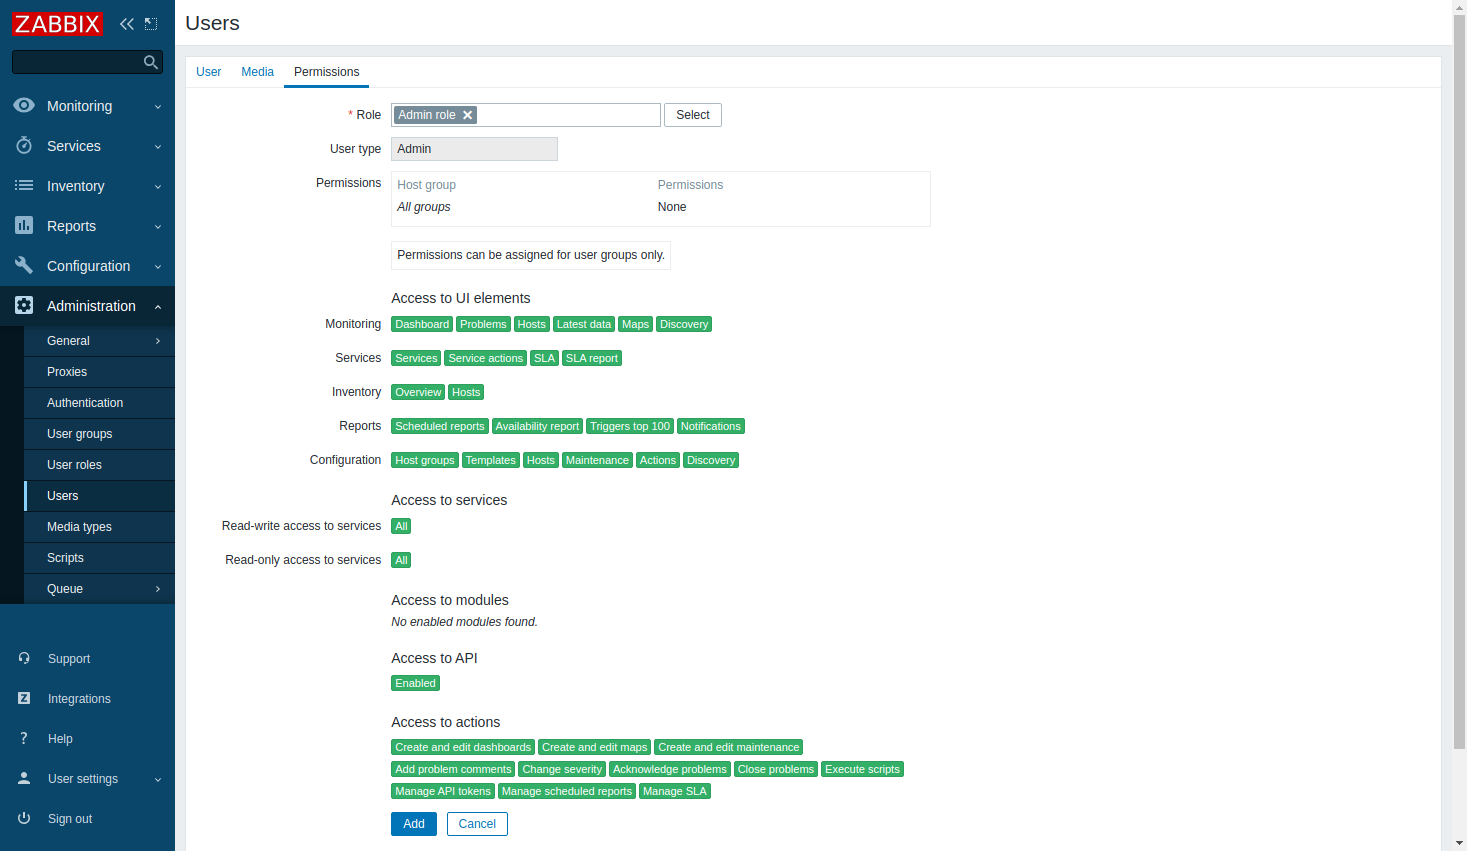 ZABBIX
Monitoring
Services
Inventory
Reports
Configuration
Administration
General
Proxies
Authentication
User groups
User roles
Users
Media types
Scripts
Queue
Support
Integrations
Help
User settings
Sign out
Users
User Media Permissions
* Role Admin role Select
User type Admin
Permissions Host group Permissions
All groups None
Permissions can be assigned for user groups only.
Access to UI elements
Monitoring Dashboard Problems Hosts Latest data Maps Discovery
Services Services Service actions SLA SLA report
Inventory Overview Hosts
Reports Scheduled reports Availability report Triggers top 100 Notifications
Configuration Host groups Templates Hosts Maintenance Actions Discovery
Access to services
Read-write access to services All
Read-only access to services All
Access to modules
No enabled modules found.
Access to API
Enabled
Access to actions
Create and edit dashboards Create and edit maps Create and edit maintenance
Add problem comments Change severity Acknowledge problems Close problems Execute scripts
Manage API tokens Manage scheduled reports Manage SLA
Add Cancel